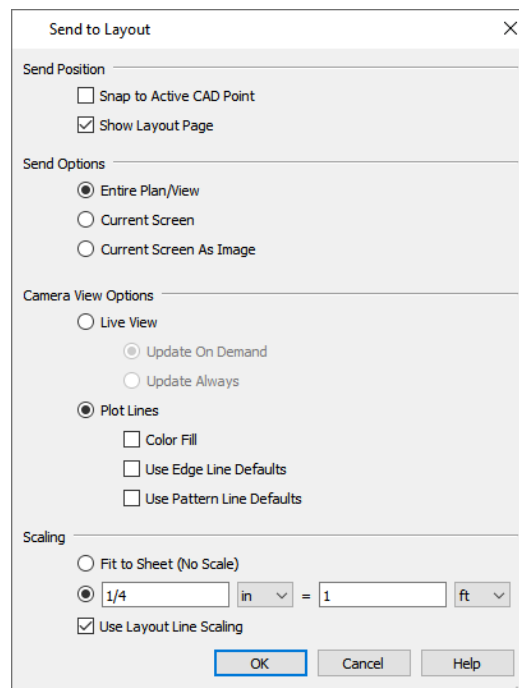 Send to Layout
Send Position
Snap to Active CAD Point
Show Layout Page
Send Options
Entire Plan/View
Current Screen
Current Screen As Image
Camera View Options
Live View
Update On Demand
Update Always
Plot Lines
Color Fill
Use Edge Line Defaults
Use Pattern Line Defaults
Scaling
Fit to Sheet (No Scale)
1/4 in = 1 ft
Use Layout Line Scaling
OK Cancel Help